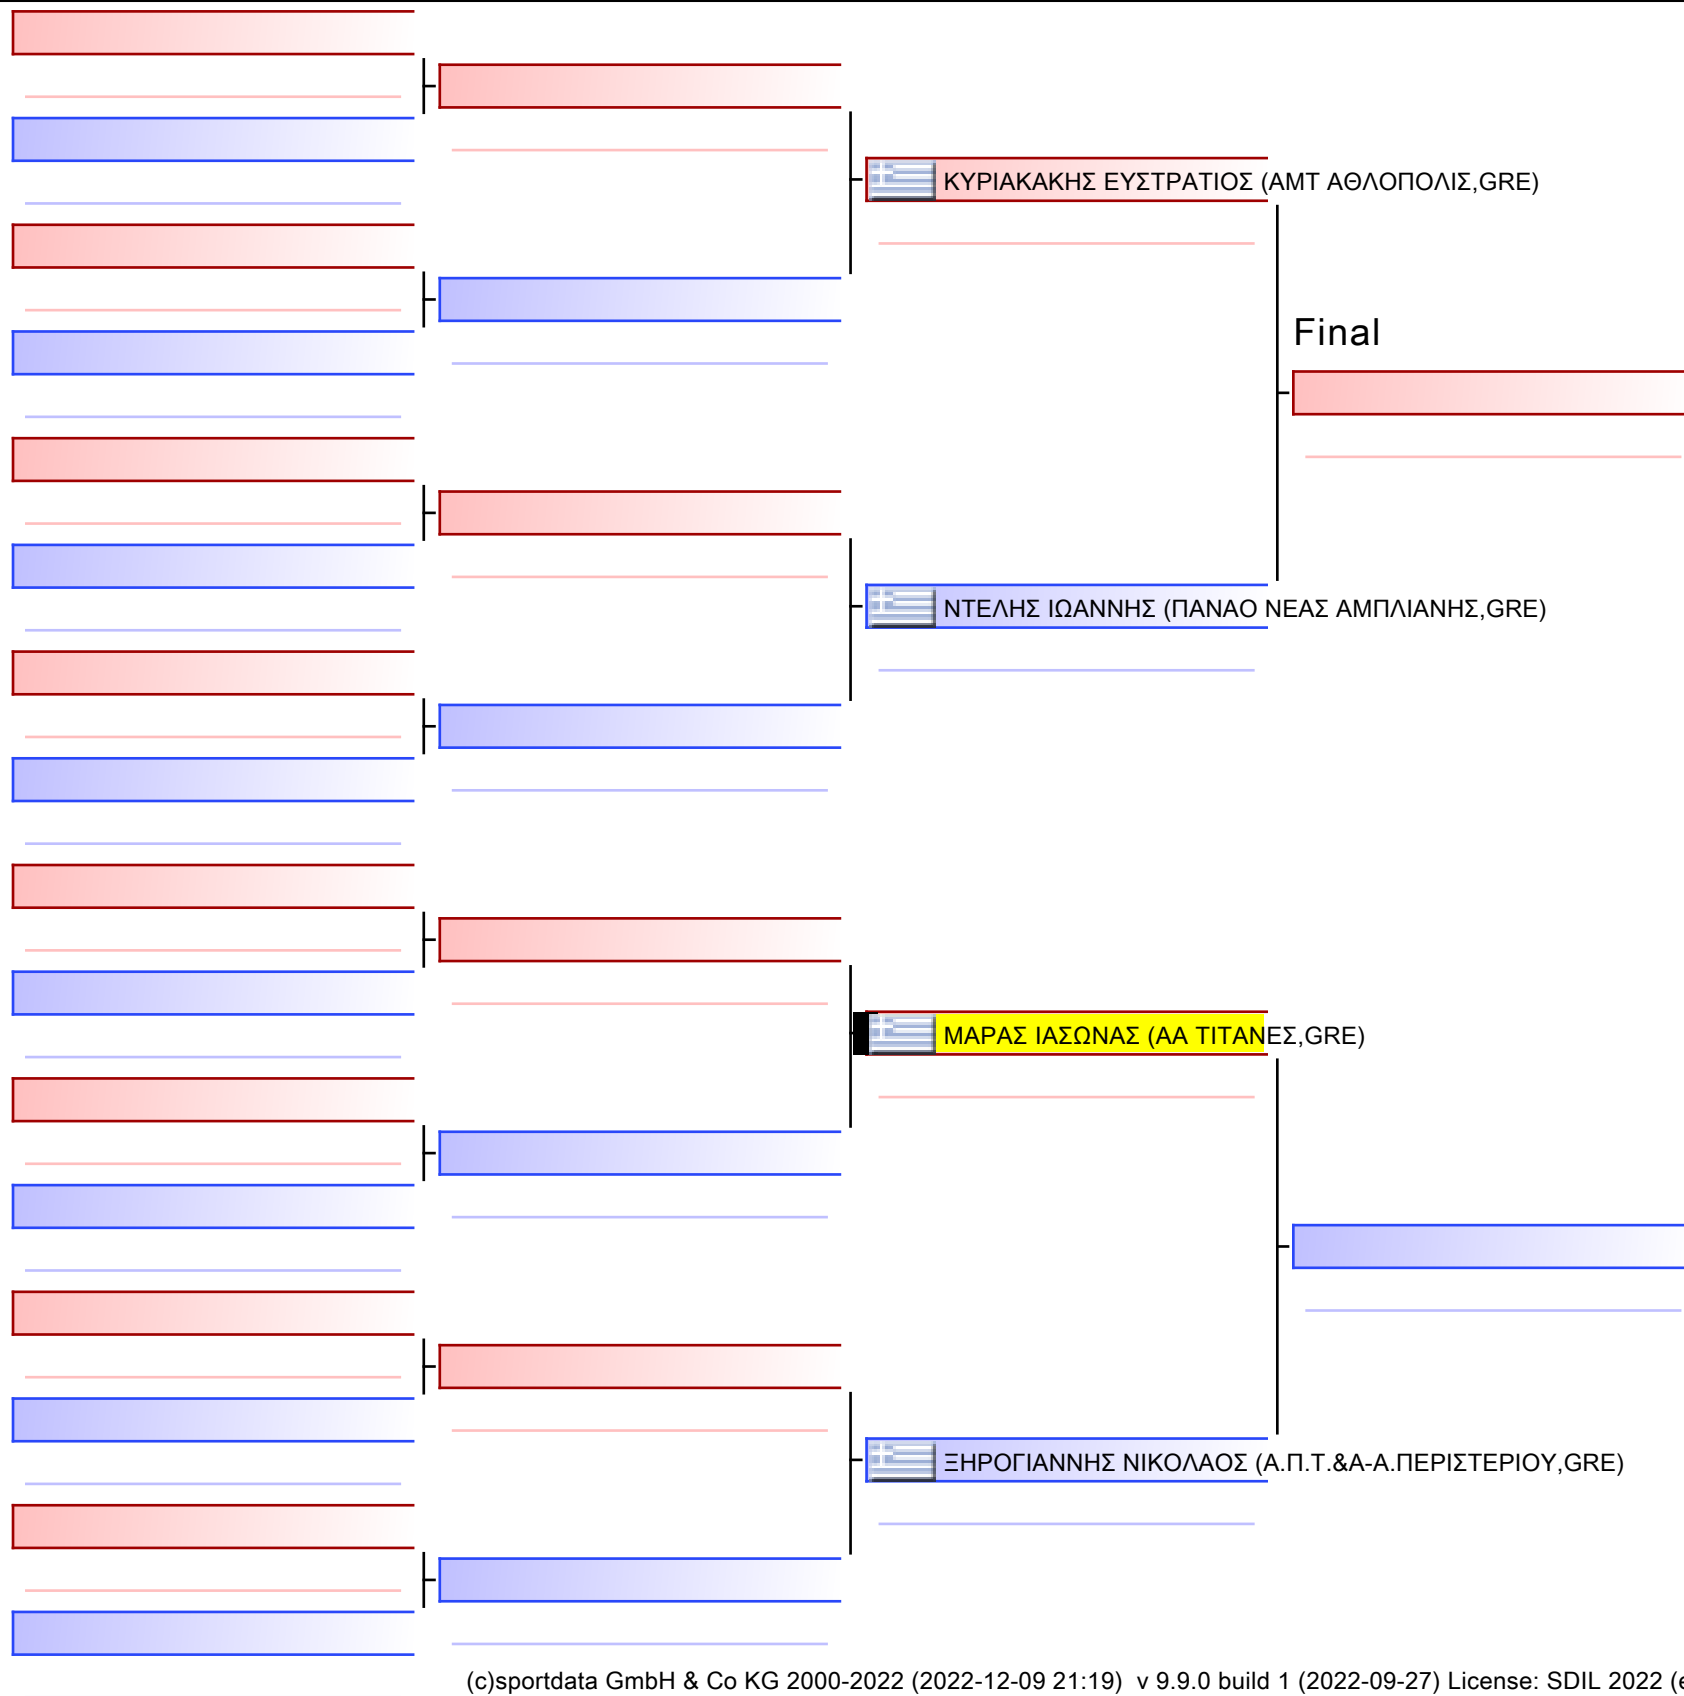 ΚΥΡΙΑΚΑΚΗΣ ΕΥΣΤΡΑΤΙΟΣ (ΑΜΤ ΑΘΛΟΠΟΛΙΣ,GRE)
Final
ΝΤΕΛΗΣ ΙΩΑΝΝΗΣ (ΠΑΝΑΟ ΝΕΑΣ ΑΜΠΛΙΑΝΗΣ,GRE)
ΜΑΡΑΣ ΙΑΣΩΝΑΣ (ΑΑ ΤΙΤΑΝΕΣ,GRE)
ΞΗΡΟΓΙΑΝΝΗΣ ΝΙΚΟΛΑΟΣ (Α.Π.Τ.&Α-Α.ΠΕΡΙΣΤΕΡΙΟΥ,GRE)
(c)sportdata GmbH & Co KG 2000-2022 (2022-12-09 21:19) v 9.9.0 build 1 (2022-09-27) License: SDIL 2022 (e